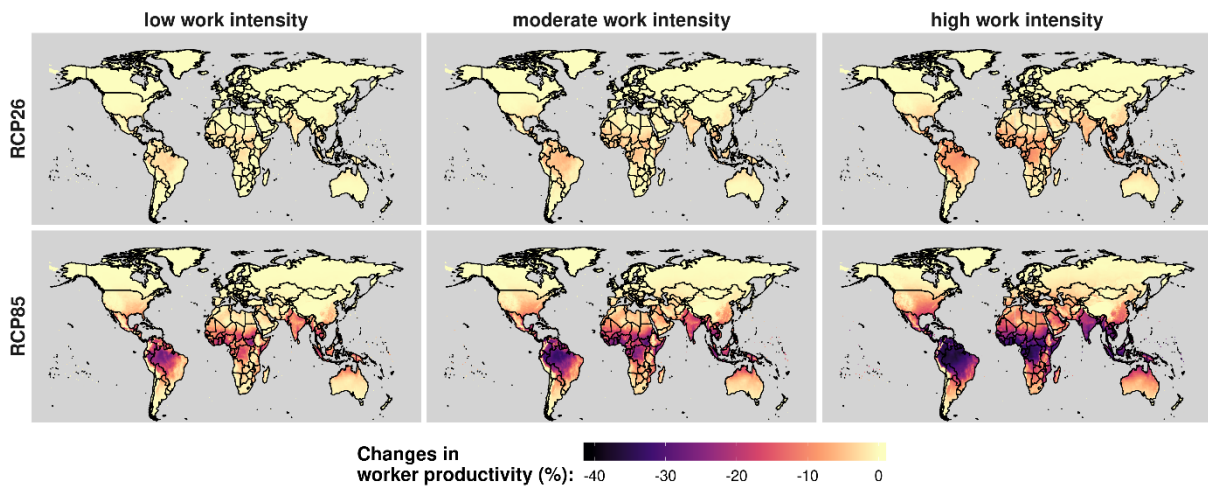 low work intensity
moderate work intensity
high work intensity
RCP26
RCP85
Changes in
worker productivity (%):
-40 -30 -20 -10 0